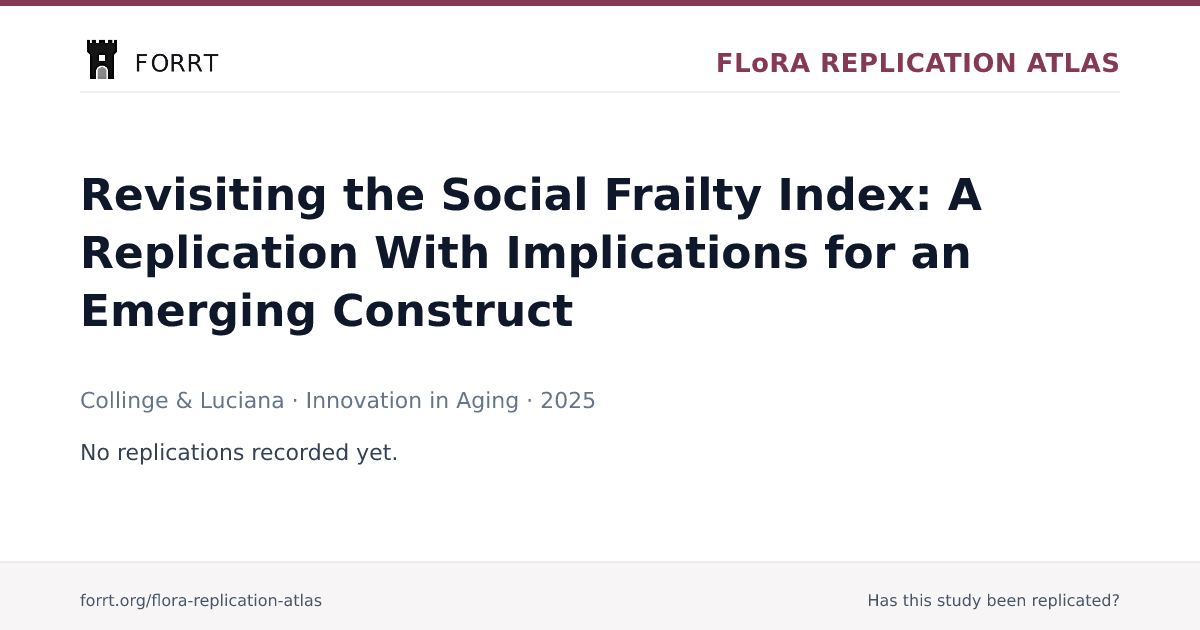 FORRT
FLoRA REPLICATION ATLAS
Revisiting the Social Frailty Index: A
Replication With Implications for an
Emerging Construct
Collinge & Luciana · Innovation in Aging · 2025
No replications recorded yet.
forrt.org/flora-replication-atlas
Has this study been replicated?